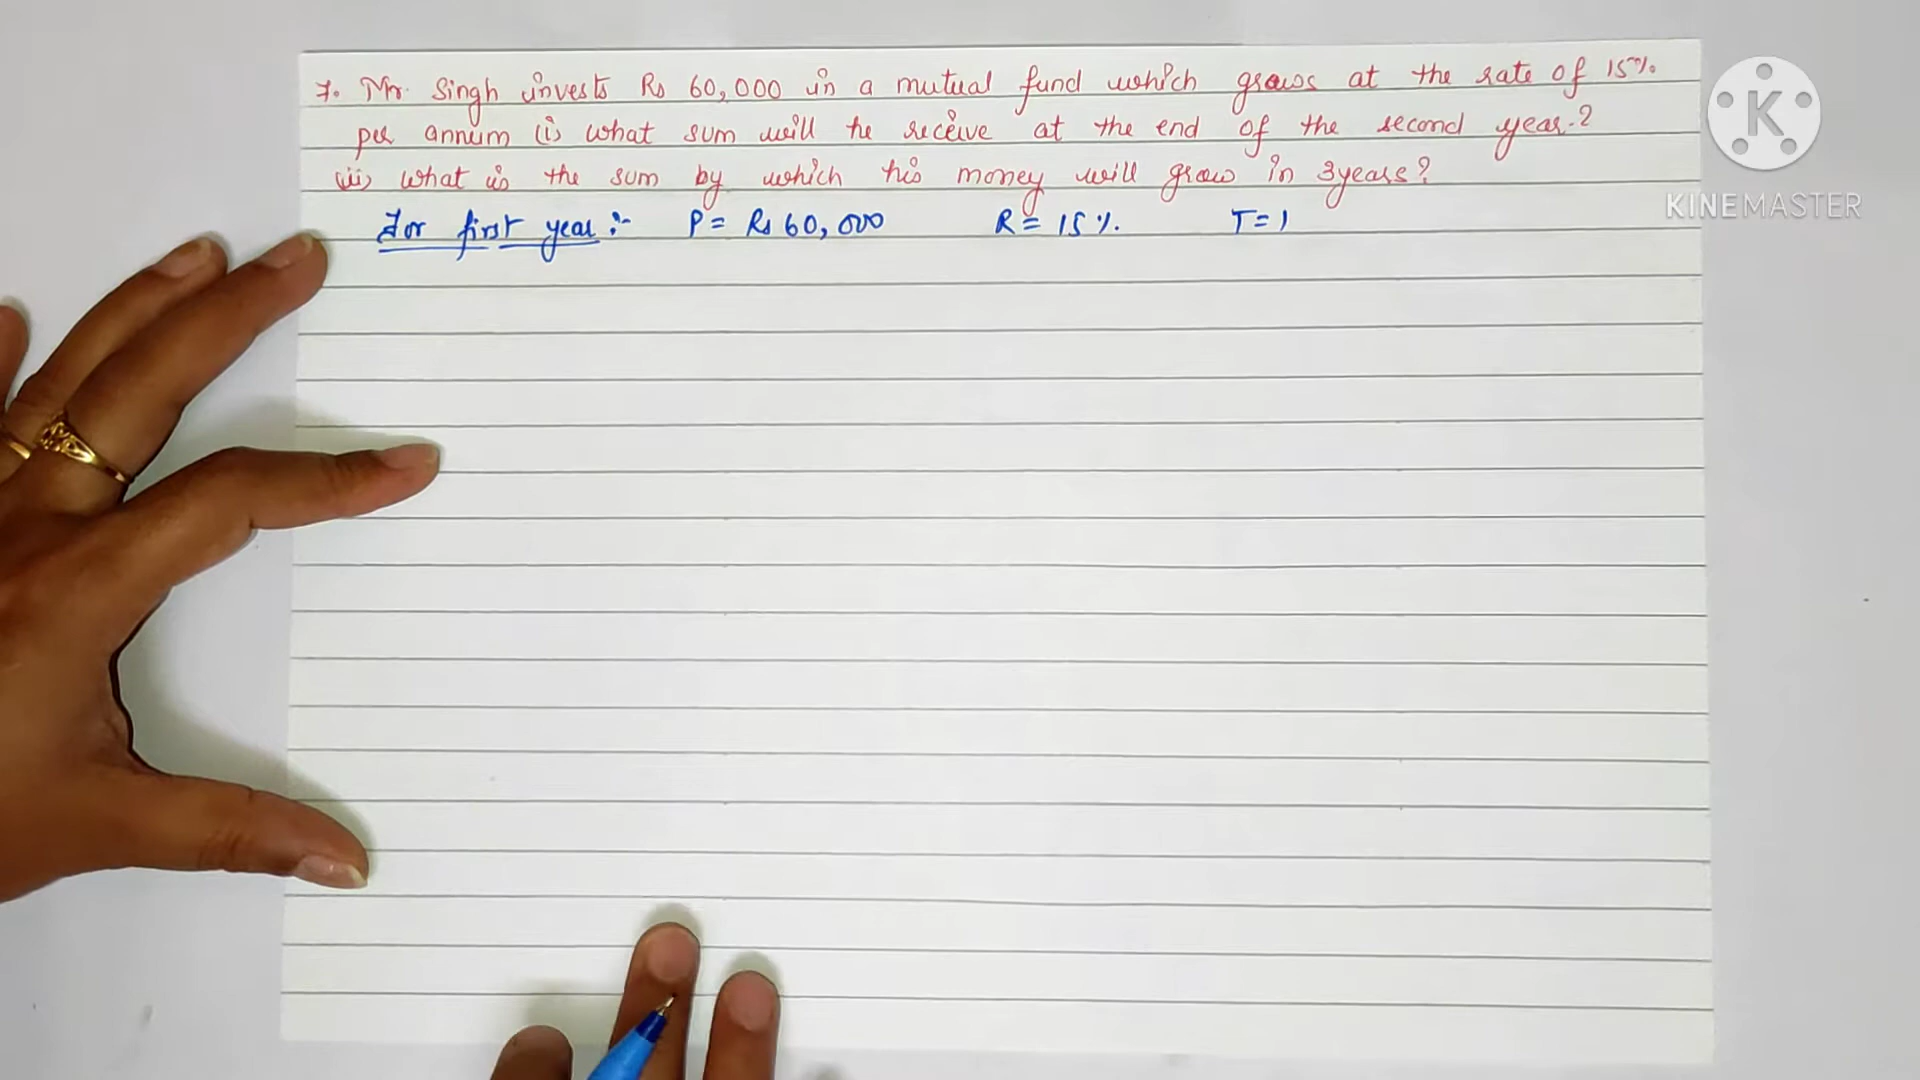 7. Mr. Singh invests Rs 60,000 in a mutual fund which grows at the rate of 15%
per annum (i) what sum will he receive at the end of the second year.?
(ii) what is the sum by which his money will grow in 3years?
For first year :- P = Rs 60,000 R = 15%. T = 1
K
KINEMASTER